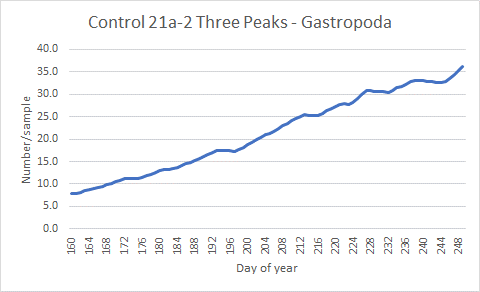 Control 21a-2 Three Peaks - Gastropoda
40.0
35.0
30.0
25.0
20.0
15.0
10.0
5.0
0.0
Number/sample
160 164 168 172 176 180 184 188 192 196 200 204 208 212 216 220 224 228 232 236 240 244 248
Day of year